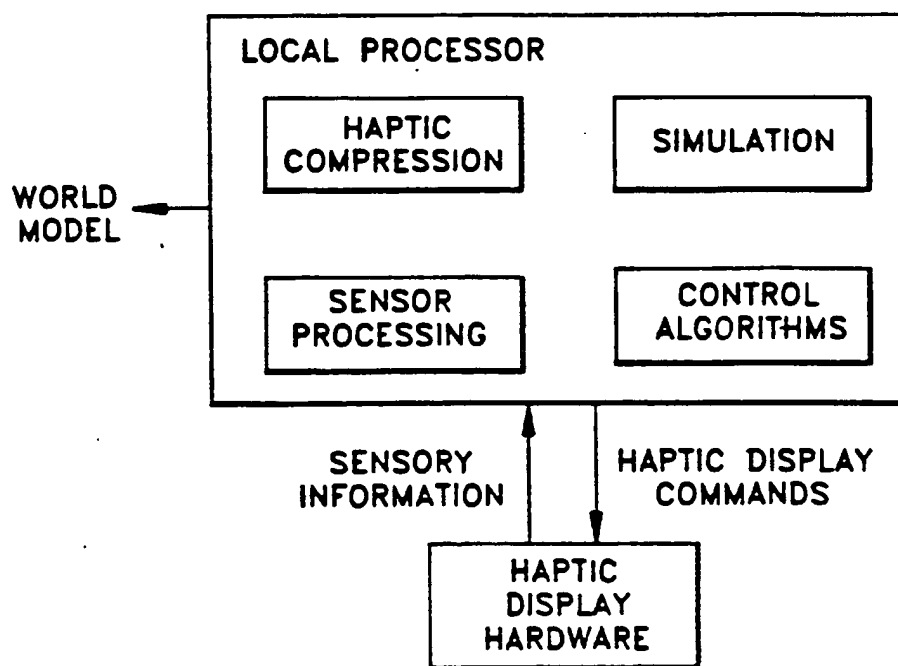 LOCAL PROCESSOR
HAPTIC
COMPRESSION
SIMULATION
WORLD
MODEL
SENSOR
PROCESSING
CONTROL
ALGORITHMS
SENSORY
INFORMATION
HAPTIC DISPLAY
COMMANDS
HAPTIC
DISPLAY
HARDWARE